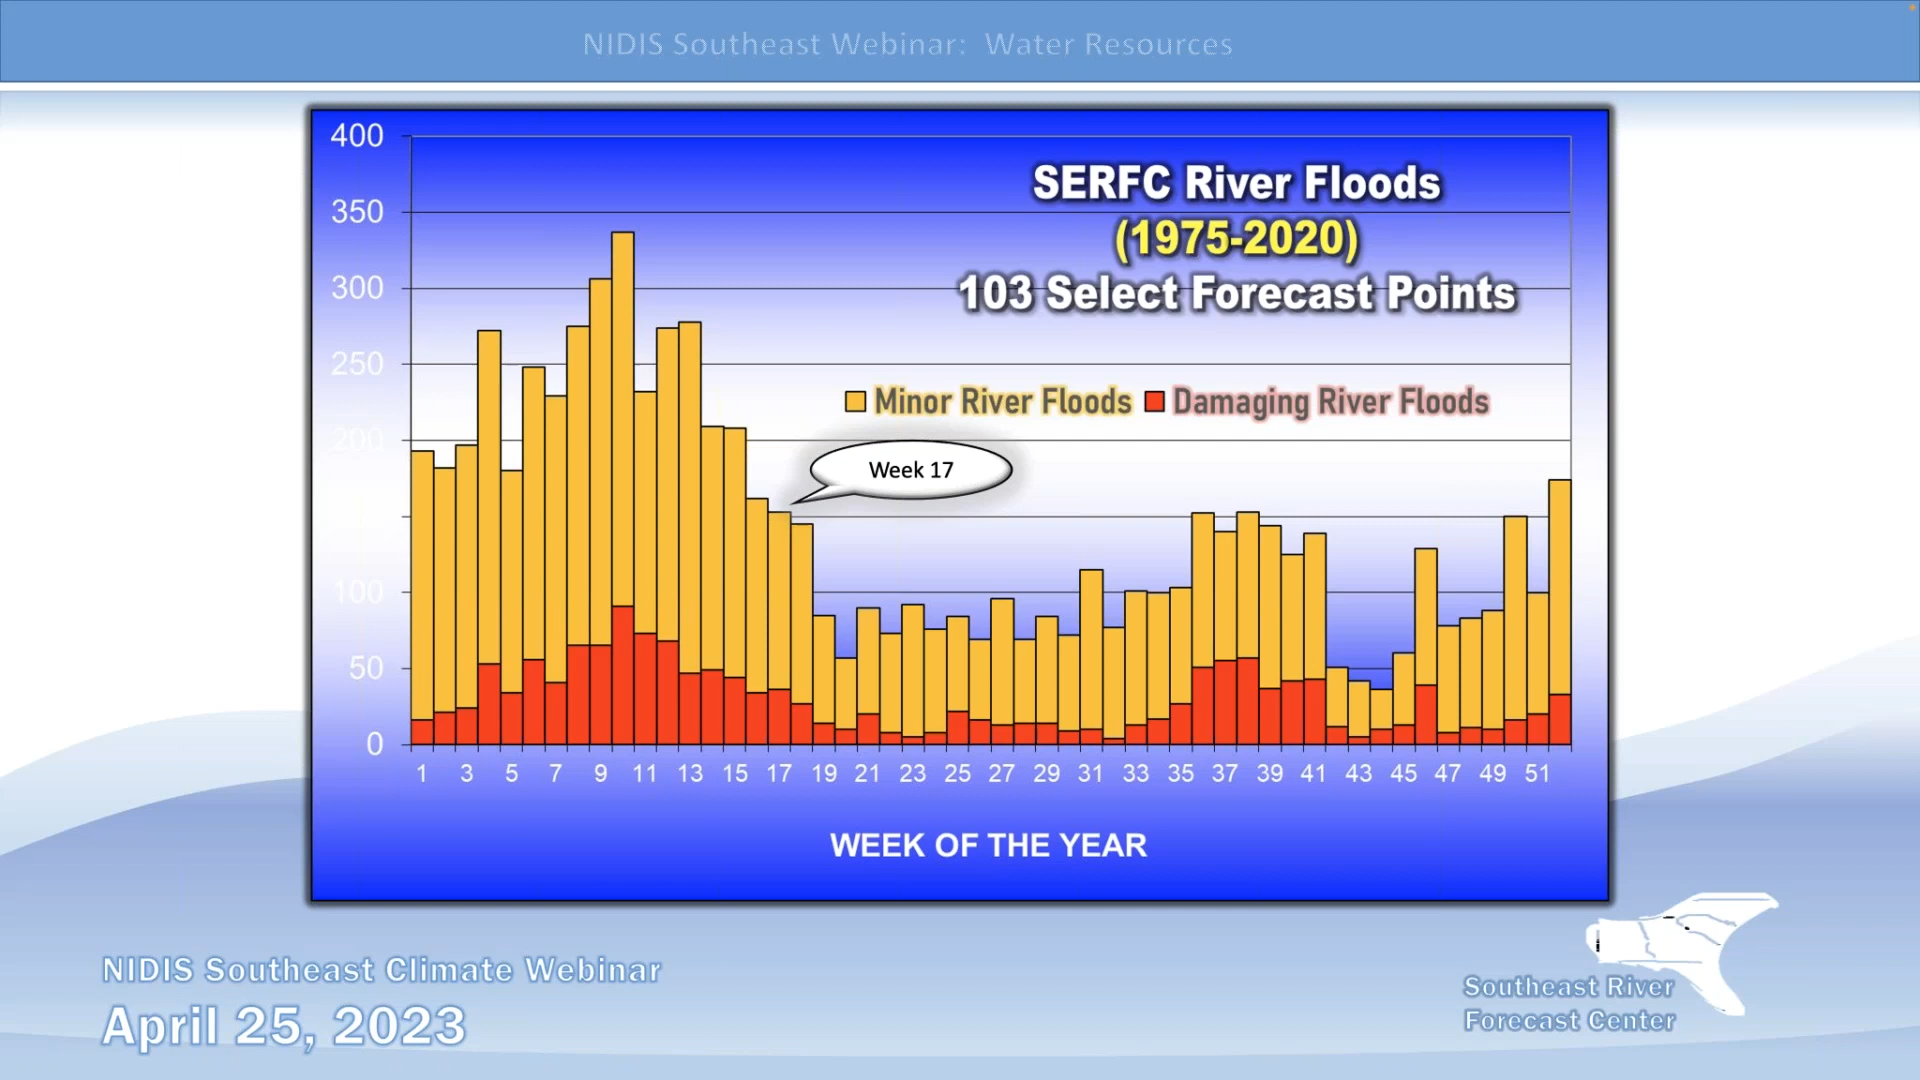 NIDIS Southeast Webinar:  Water Resources
400
350
300
250
200
100
50
0
SERFC River Floods
(1975-2020)
103 Select Forecast Points
Minor River Floods
Damaging River Floods
Week 17
1 3 5 7 9 11 13 15 17 19 21 23 25 27 29 31 33 35 37 39 41 43 45 47 49 51
WEEK OF THE YEAR
NIDIS Southeast Climate Webinar
April 25, 2023
Southeast River
Forecast Center